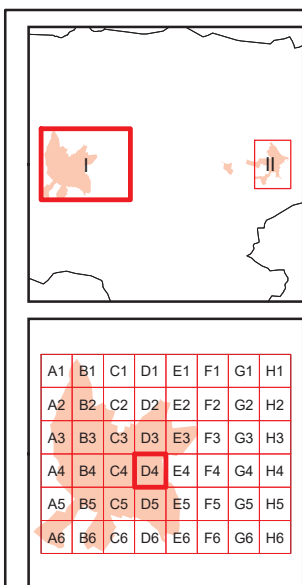 I II
A1 B1 C1 D1 E1 F1 G1 H1
A2 B2 C2 D2 E2 F2 G2 H2
A3 B3 C3 D3 E3 F3 G3 H3
A4 B4 C4 D4 E4 F4 G4 H4
A5 B5 C5 D5 E5 F5 G5 H5
A6 B6 C6 D6 E6 F6 G6 H6